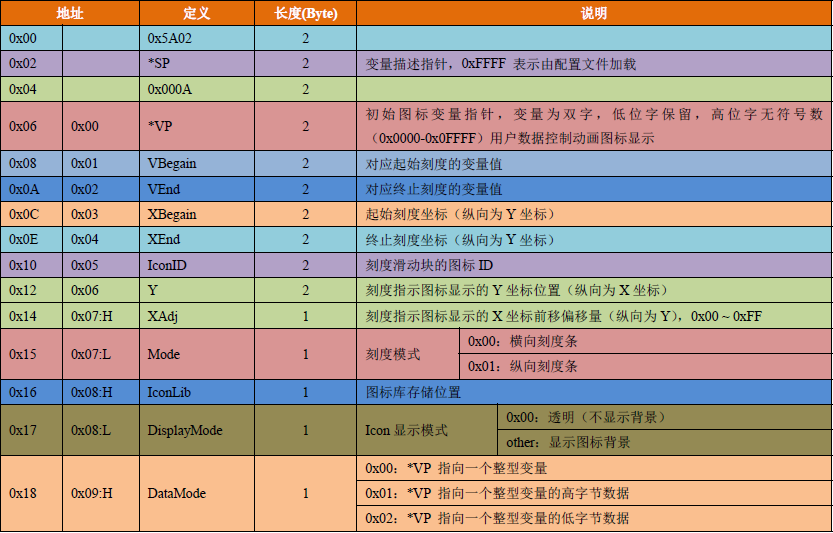 地址 定义 长度(Byte) 说明
0x00 0x5A02 2
0x02 *SP 2 变量描述指针，0xFFFF 表示由配置文件加载
0x04 0x000A 2
0x06 0x00 *VP 2 初始图标变量指针，变量为双字，低位字保留，高位字无符号数
（0x0000-0x0FFFF）用户数据控制动画图标显示
0x08 0x01 VBegain 2 对应起始刻度的变量值
0x0A 0x02 VEnd 2 对应终止刻度的变量值
0x0C 0x03 XBegain 2 起始刻度坐标（纵向为 Y 坐标）
0x0E 0x04 XEnd 2 终止刻度坐标（纵向为 Y 坐标）
0x10 0x05 IconID 2 刻度滑动块的图标 ID
0x12 0x06 Y 2 刻度指示图标显示的 Y 坐标位置（纵向为 X 坐标）
0x14 0x07:H XAdj 1 刻度指示图标显示的 X 坐标前移偏移量（纵向为 Y），0x00 ~ 0xFF
0x15 0x07:L Mode 1 刻度模式 0x00：横向刻度条
0x01：纵向刻度条
0x16 0x08:H IconLib 1 图标库存储位置
0x17 0x08:L DisplayMode 1 Icon 显示模式 0x00：透明（不显示背景）
other：显示图标背景
0x18 0x09:H DataMode 1 0x00：*VP 指向一个整型变量
0x01：*VP 指向一个整型变量的高字节数据
0x02：*VP 指向一个整型变量的低字节数据